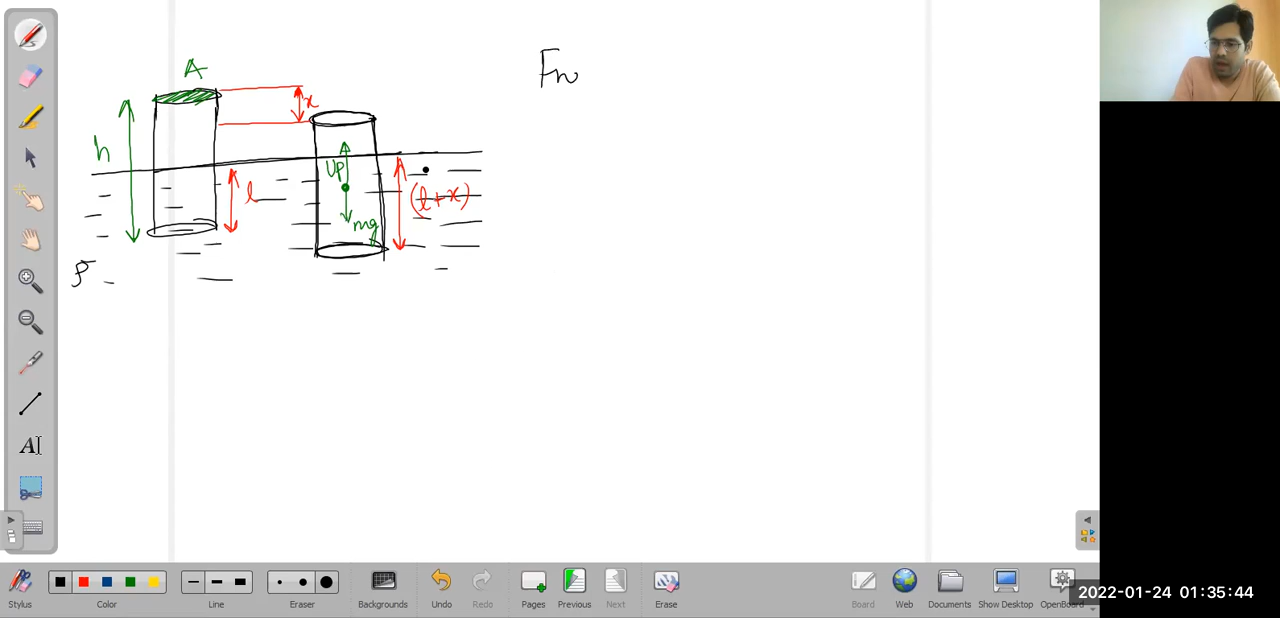 A
Fn
x
h
UP
l
(l+x)
mg
ρ
AI
Stylus
Color
Line
Eraser
Backgrounds
Undo
Redo
Pages
Previous
Next
Erase
Board
Web
Documents
Show Desktop
OpenBoard
2022-01-24 01:35:44